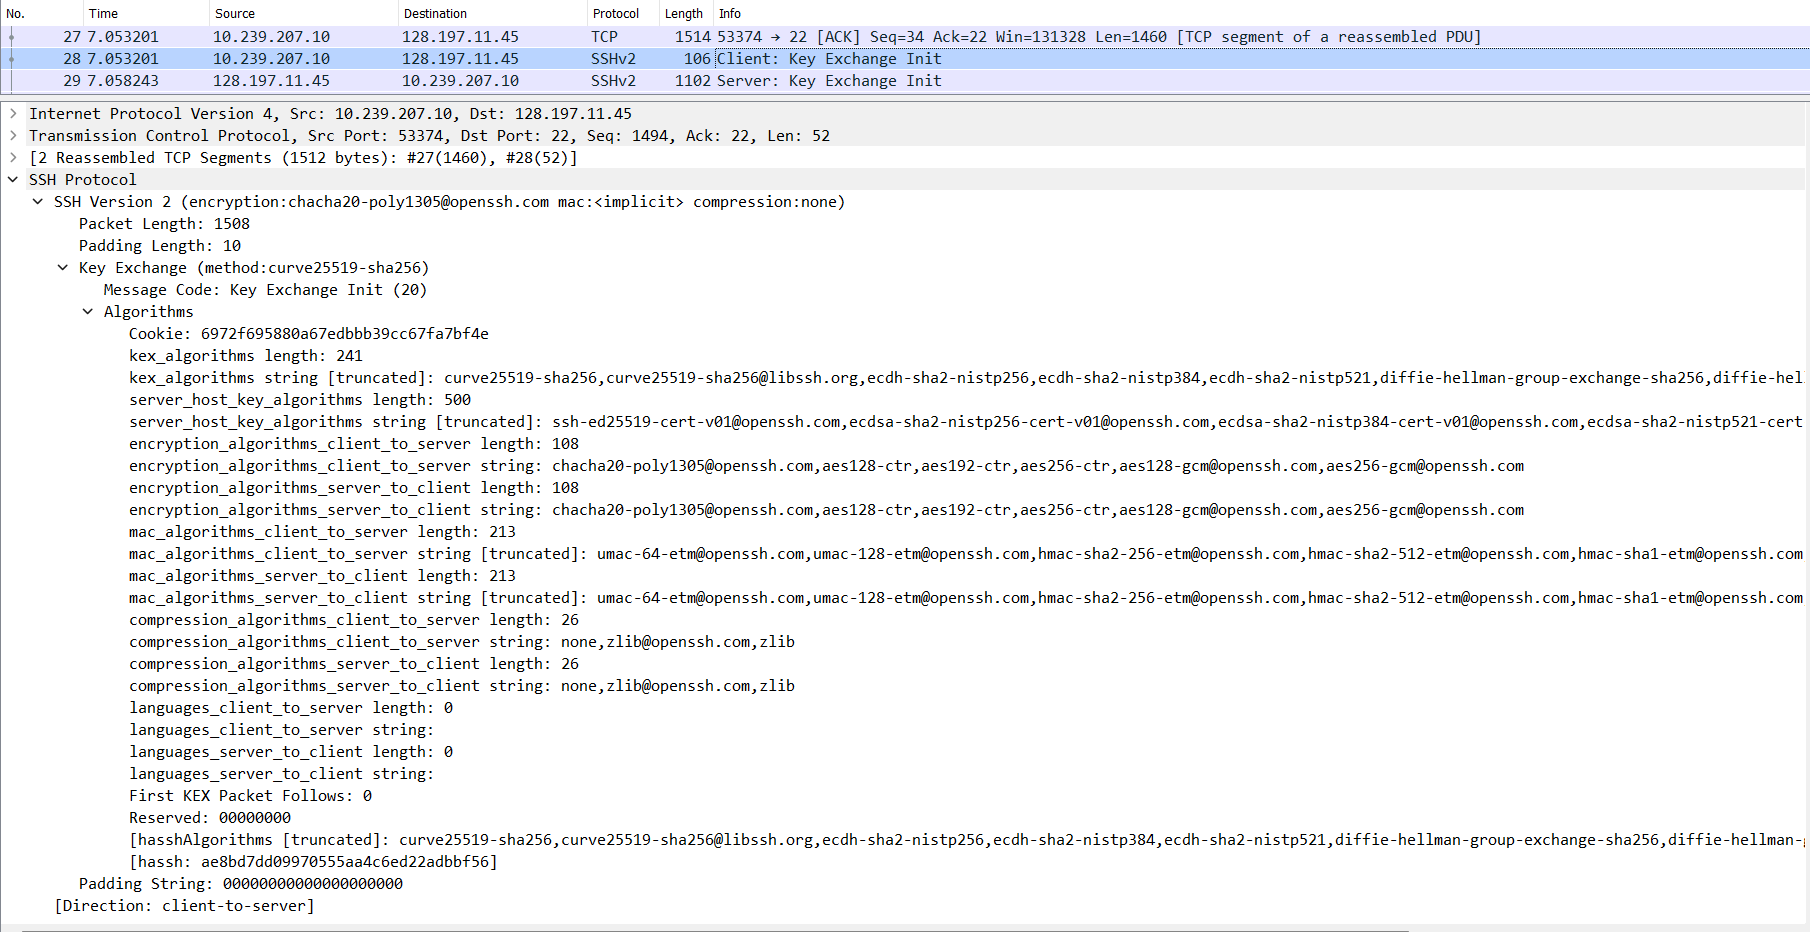 No. Time Source Destination Protocol Length Info
27 7.053201 10.239.207.10 128.197.11.45 TCP 1514 53374 → 22 [ACK] Seq=34 Ack=22 Win=131328 Len=1460 [TCP segment of a reassembled PDU]
28 7.053201 10.239.207.10 128.197.11.45 SSHv2 106 Client: Key Exchange Init
29 7.058243 128.197.11.45 10.239.207.10 SSHv2 1102 Server: Key Exchange Init
Internet Protocol Version 4, Src: 10.239.207.10, Dst: 128.197.11.45
Transmission Control Protocol, Src Port: 53374, Dst Port: 22, Seq: 1494, Ack: 22, Len: 52
[2 Reassembled TCP Segments (1512 bytes): #27(1460), #28(52)]
SSH Protocol
SSH Version 2 (encryption:chacha20-poly1305@openssh.com mac:<implicit> compression:none)
Packet Length: 1508
Padding Length: 10
Key Exchange (method:curve25519-sha256)
Message Code: Key Exchange Init (20)
Algorithms
Cookie: 6972f695880a67edbbb39cc67fa7bf4e
kex_algorithms length: 241
kex_algorithms string [truncated]: curve25519-sha256,curve25519-sha256@libssh.org,ecdh-sha2-nistp256,ecdh-sha2-nistp384,ecdh-sha2-nistp521,diffie-hellman-group-exchange-sha256,diffie-hel
server_host_key_algorithms length: 500
server_host_key_algorithms string [truncated]: ssh-ed25519-cert-v01@openssh.com,ecdsa-sha2-nistp256-cert-v01@openssh.com,ecdsa-sha2-nistp384-cert-v01@openssh.com,ecdsa-sha2-nistp521-cert
encryption_algorithms_client_to_server length: 108
encryption_algorithms_client_to_server string: chacha20-poly1305@openssh.com,aes128-ctr,aes192-ctr,aes256-ctr,aes128-gcm@openssh.com,aes256-gcm@openssh.com
encryption_algorithms_server_to_client length: 108
encryption_algorithms_server_to_client string: chacha20-poly1305@openssh.com,aes128-ctr,aes192-ctr,aes256-ctr,aes128-gcm@openssh.com,aes256-gcm@openssh.com
mac_algorithms_client_to_server length: 213
mac_algorithms_client_to_server string [truncated]: umac-64-etm@openssh.com,umac-128-etm@openssh.com,hmac-sha2-256-etm@openssh.com,hmac-sha2-512-etm@openssh.com,hmac-sha1-etm@openssh.com
mac_algorithms_server_to_client length: 213
mac_algorithms_server_to_client string [truncated]: umac-64-etm@openssh.com,umac-128-etm@openssh.com,hmac-sha2-256-etm@openssh.com,hmac-sha2-512-etm@openssh.com,hmac-sha1-etm@openssh.com
compression_algorithms_client_to_server length: 26
compression_algorithms_client_to_server string: none,zlib@openssh.com,zlib
compression_algorithms_server_to_client length: 26
compression_algorithms_server_to_client string: none,zlib@openssh.com,zlib
languages_client_to_server length: 0
languages_client_to_server string:
languages_server_to_client length: 0
languages_server_to_client string:
First KEX Packet Follows: 0
Reserved: 00000000
[hasshAlgorithms [truncated]: curve25519-sha256,curve25519-sha256@libssh.org,ecdh-sha2-nistp256,ecdh-sha2-nistp384,ecdh-sha2-nistp521,diffie-hellman-group-exchange-sha256,diffie-hellman-
[hassh: ae8bd7dd09970555aa4c6ed22adbbf56]
Padding String: 00000000000000000000
[Direction: client-to-server]